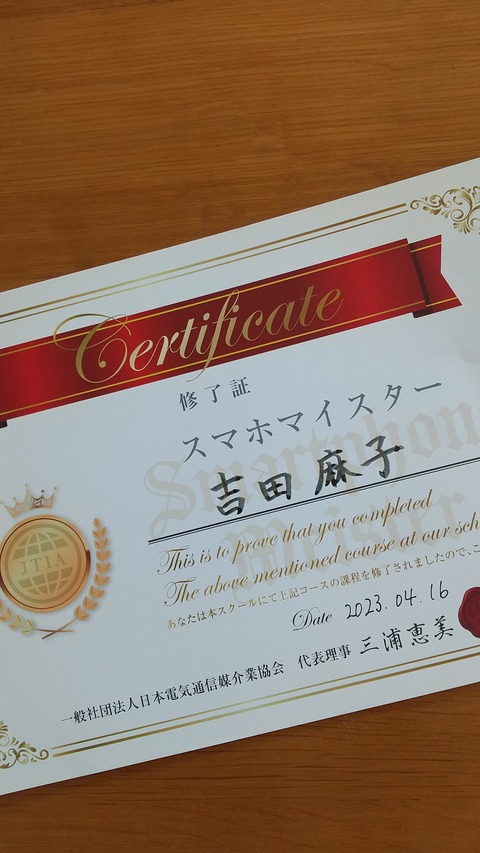 Certificate
修了証
スマホマイスター
Smartphon
Meister
吉田麻子
This is to prove that you completed
The above mentioned course at our sch
あなたは本スクールにて上記コースの課程を修了されましたので、こ
Date 2023.04.16
一般社団法人日本電気通信媒介業協会 代表理事 三浦恵美
JTIA